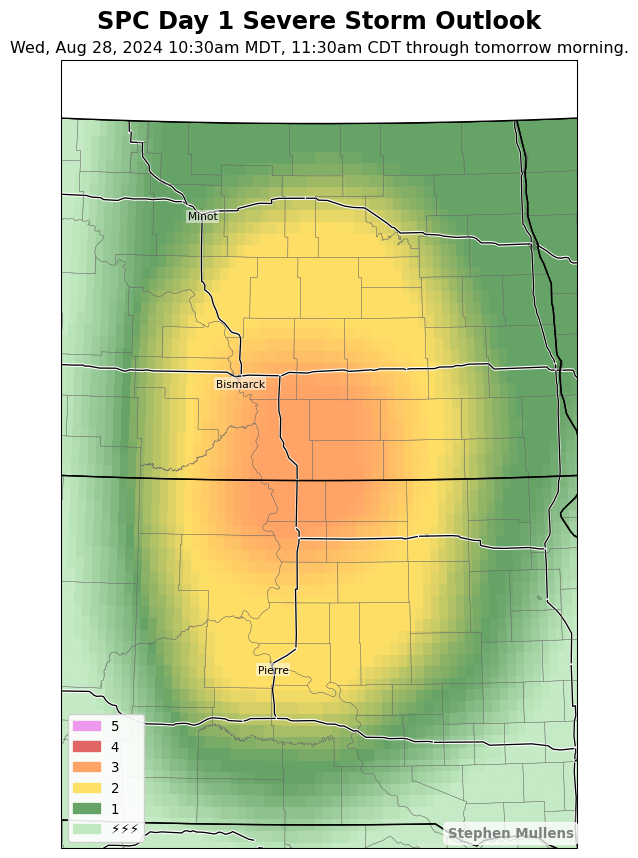 SPC Day 1 Severe Storm Outlook
Wed, Aug 28, 2024 10:30am MDT, 11:30am CDT through tomorrow morning.
Minot
Bismarck
Pierre
5
4
3
2
1
⚡⚡⚡
Stephen Mullens